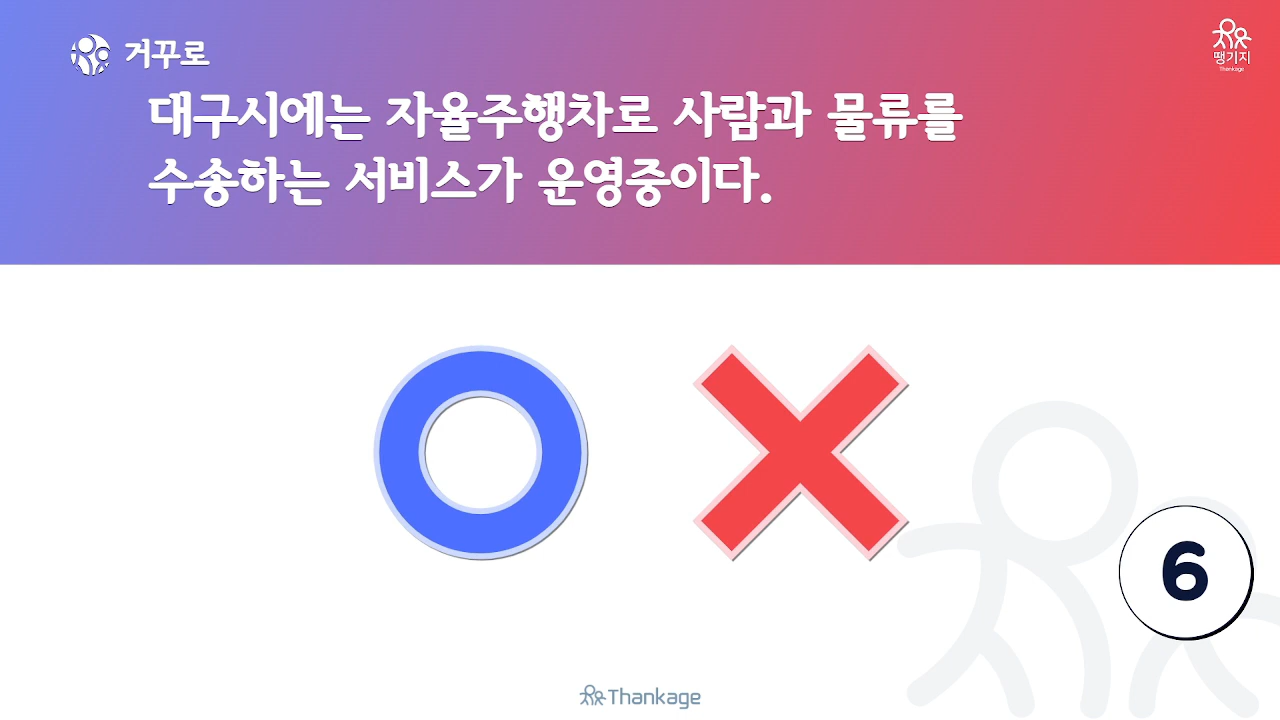 거꾸로
땡기지
Thankage
대구시에는 자율주행차로 사람과 물류를
수송하는 서비스가 운영중이다.
6
Thankage